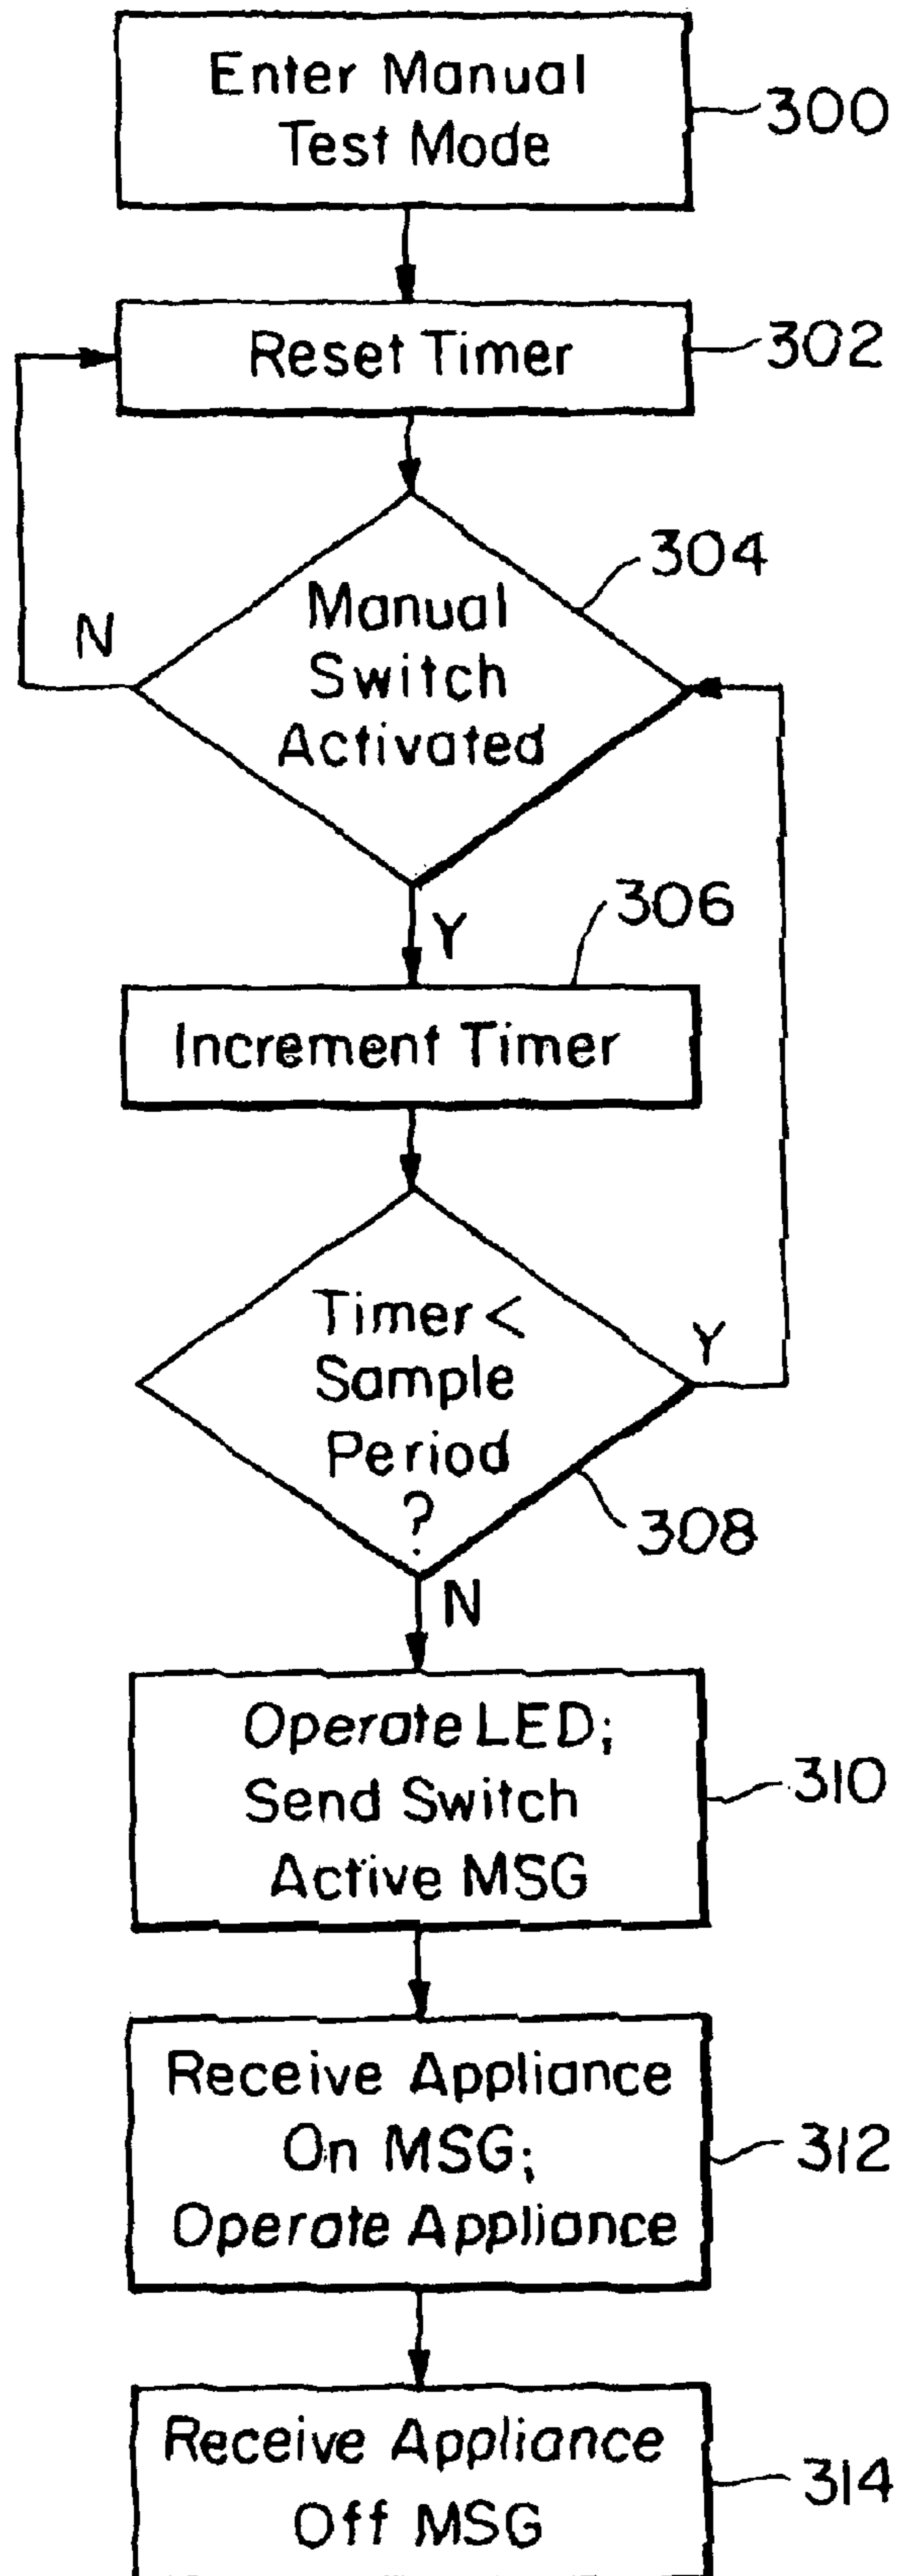 Enter Manual
Test Mode
300
Reset Timer
302
304
N
Manual
Switch
Activated
306
Y
Increment Timer
Timer <
Sample
Period
?
Y
308
N
Operate LED;
Send Switch
Active MSG
310
Receive Appliance
On MSG;
Operate Appliance
312
Receive Appliance
Off MSG
314